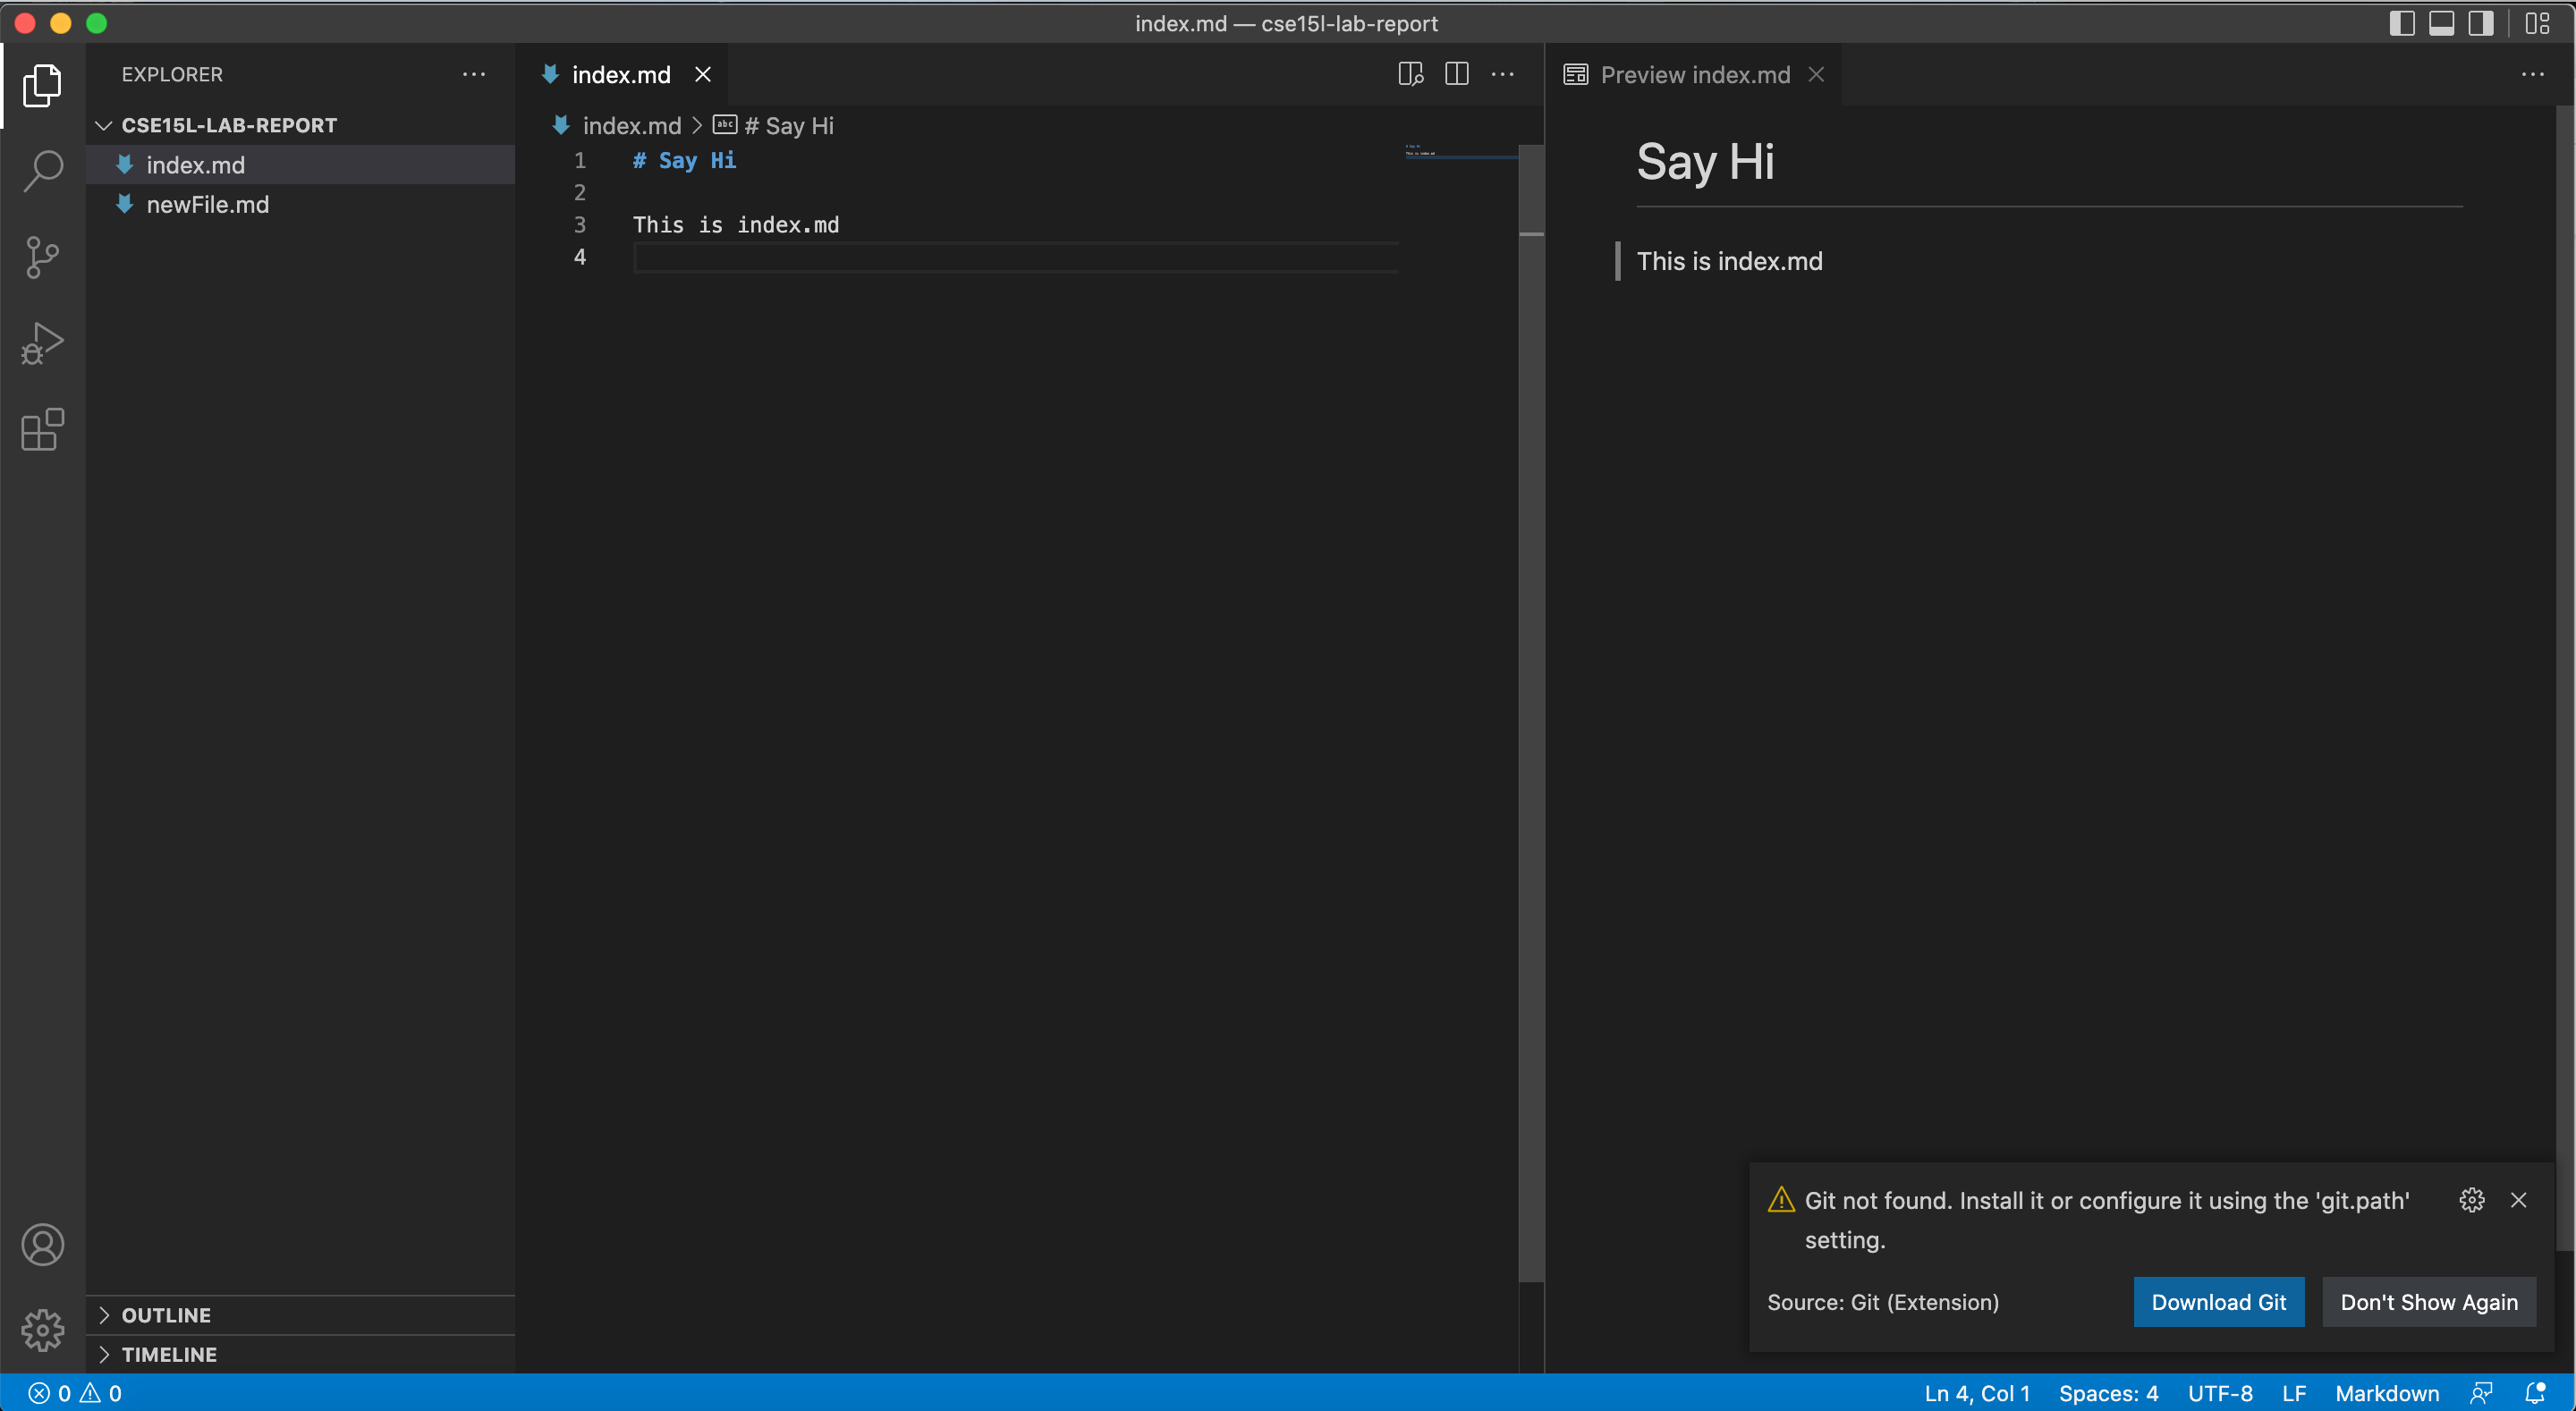 index.md — cse15l-lab-report
EXPLORER
CSE15L-LAB-REPORT
index.md
newFile.md
OUTLINE
TIMELINE
index.md
index.md > abc # Say Hi
1 # Say Hi
2
3 This is index.md
4
Preview index.md
Say Hi
This is index.md
Git not found. Install it or configure it using the 'git.path'
setting.
Source: Git (Extension)
Download Git
Don't Show Again
0 0
Ln 4, Col 1 Spaces: 4 UTF-8 LF Markdown